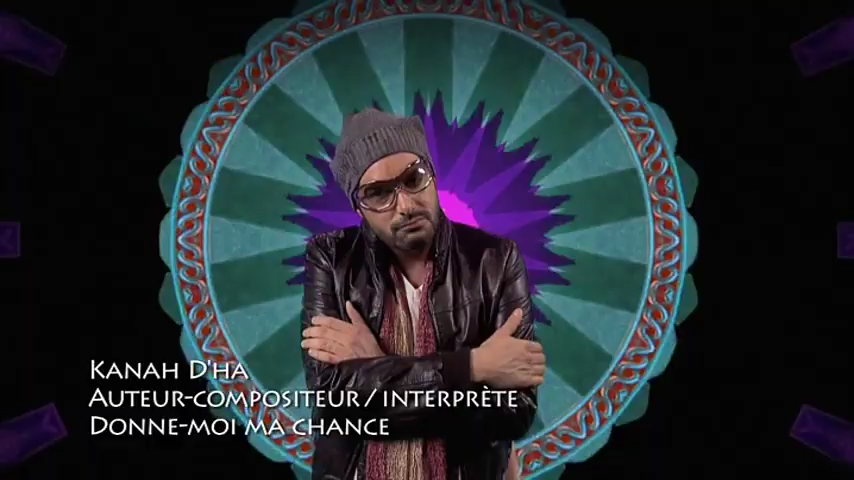 Kanah D'ha
Auteur-compositeur / interprète
Donne-moi ma chance